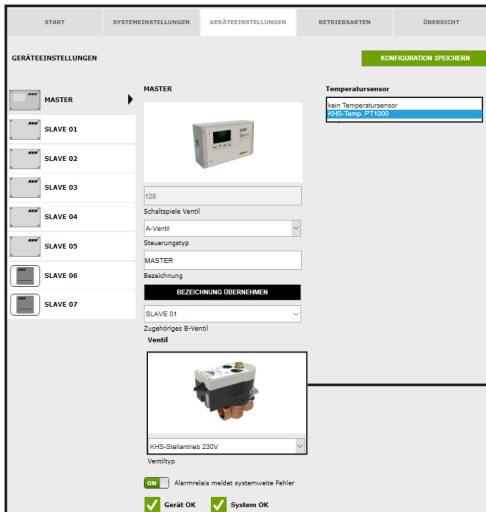 START
SYSTEMEINSTELLUNGEN
GERÄTEEINSTELLUNGEN
BETRIEBSARTEN
ÜBERSICHT
GERÄTEEINSTELLUNGEN
KONFIGURATION SPEICHERN
MASTER
SLAVE 01
SLAVE 02
SLAVE 03
SLAVE 04
SLAVE 05
SLAVE 06
SLAVE 07
MASTER
128
Schaltspiele Ventil
A-Ventil
Steuerungstyp
MASTER
Bezeichnung
BEZEICHNUNG ÜBERNEHMEN
SLAVE 01
Zugehöriges B-Ventil
Ventil
KHS-Stellantrieb 230V
Ventiltyp
ON
Alarmrelais meldet systemweite Fehler
Gerät OK
System OK
Temperatursensor
kein Temperatursensor
KHS-Temp. PT1000